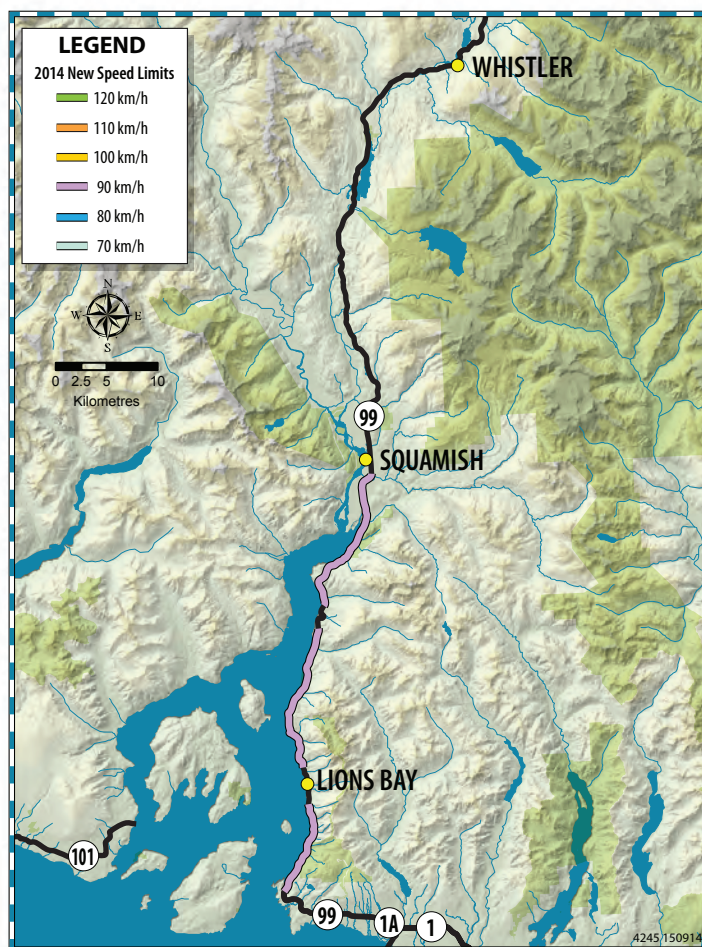 LEGEND
2014 New Speed Limits
120 km/h
110 km/h
100 km/h
90 km/h
80 km/h
70 km/h
WHISTLER
N
W E
S
0 2.5 5 10
Kilometres
99
SQUAMISH
LIONS BAY
101
99
1A
1
4245 150914